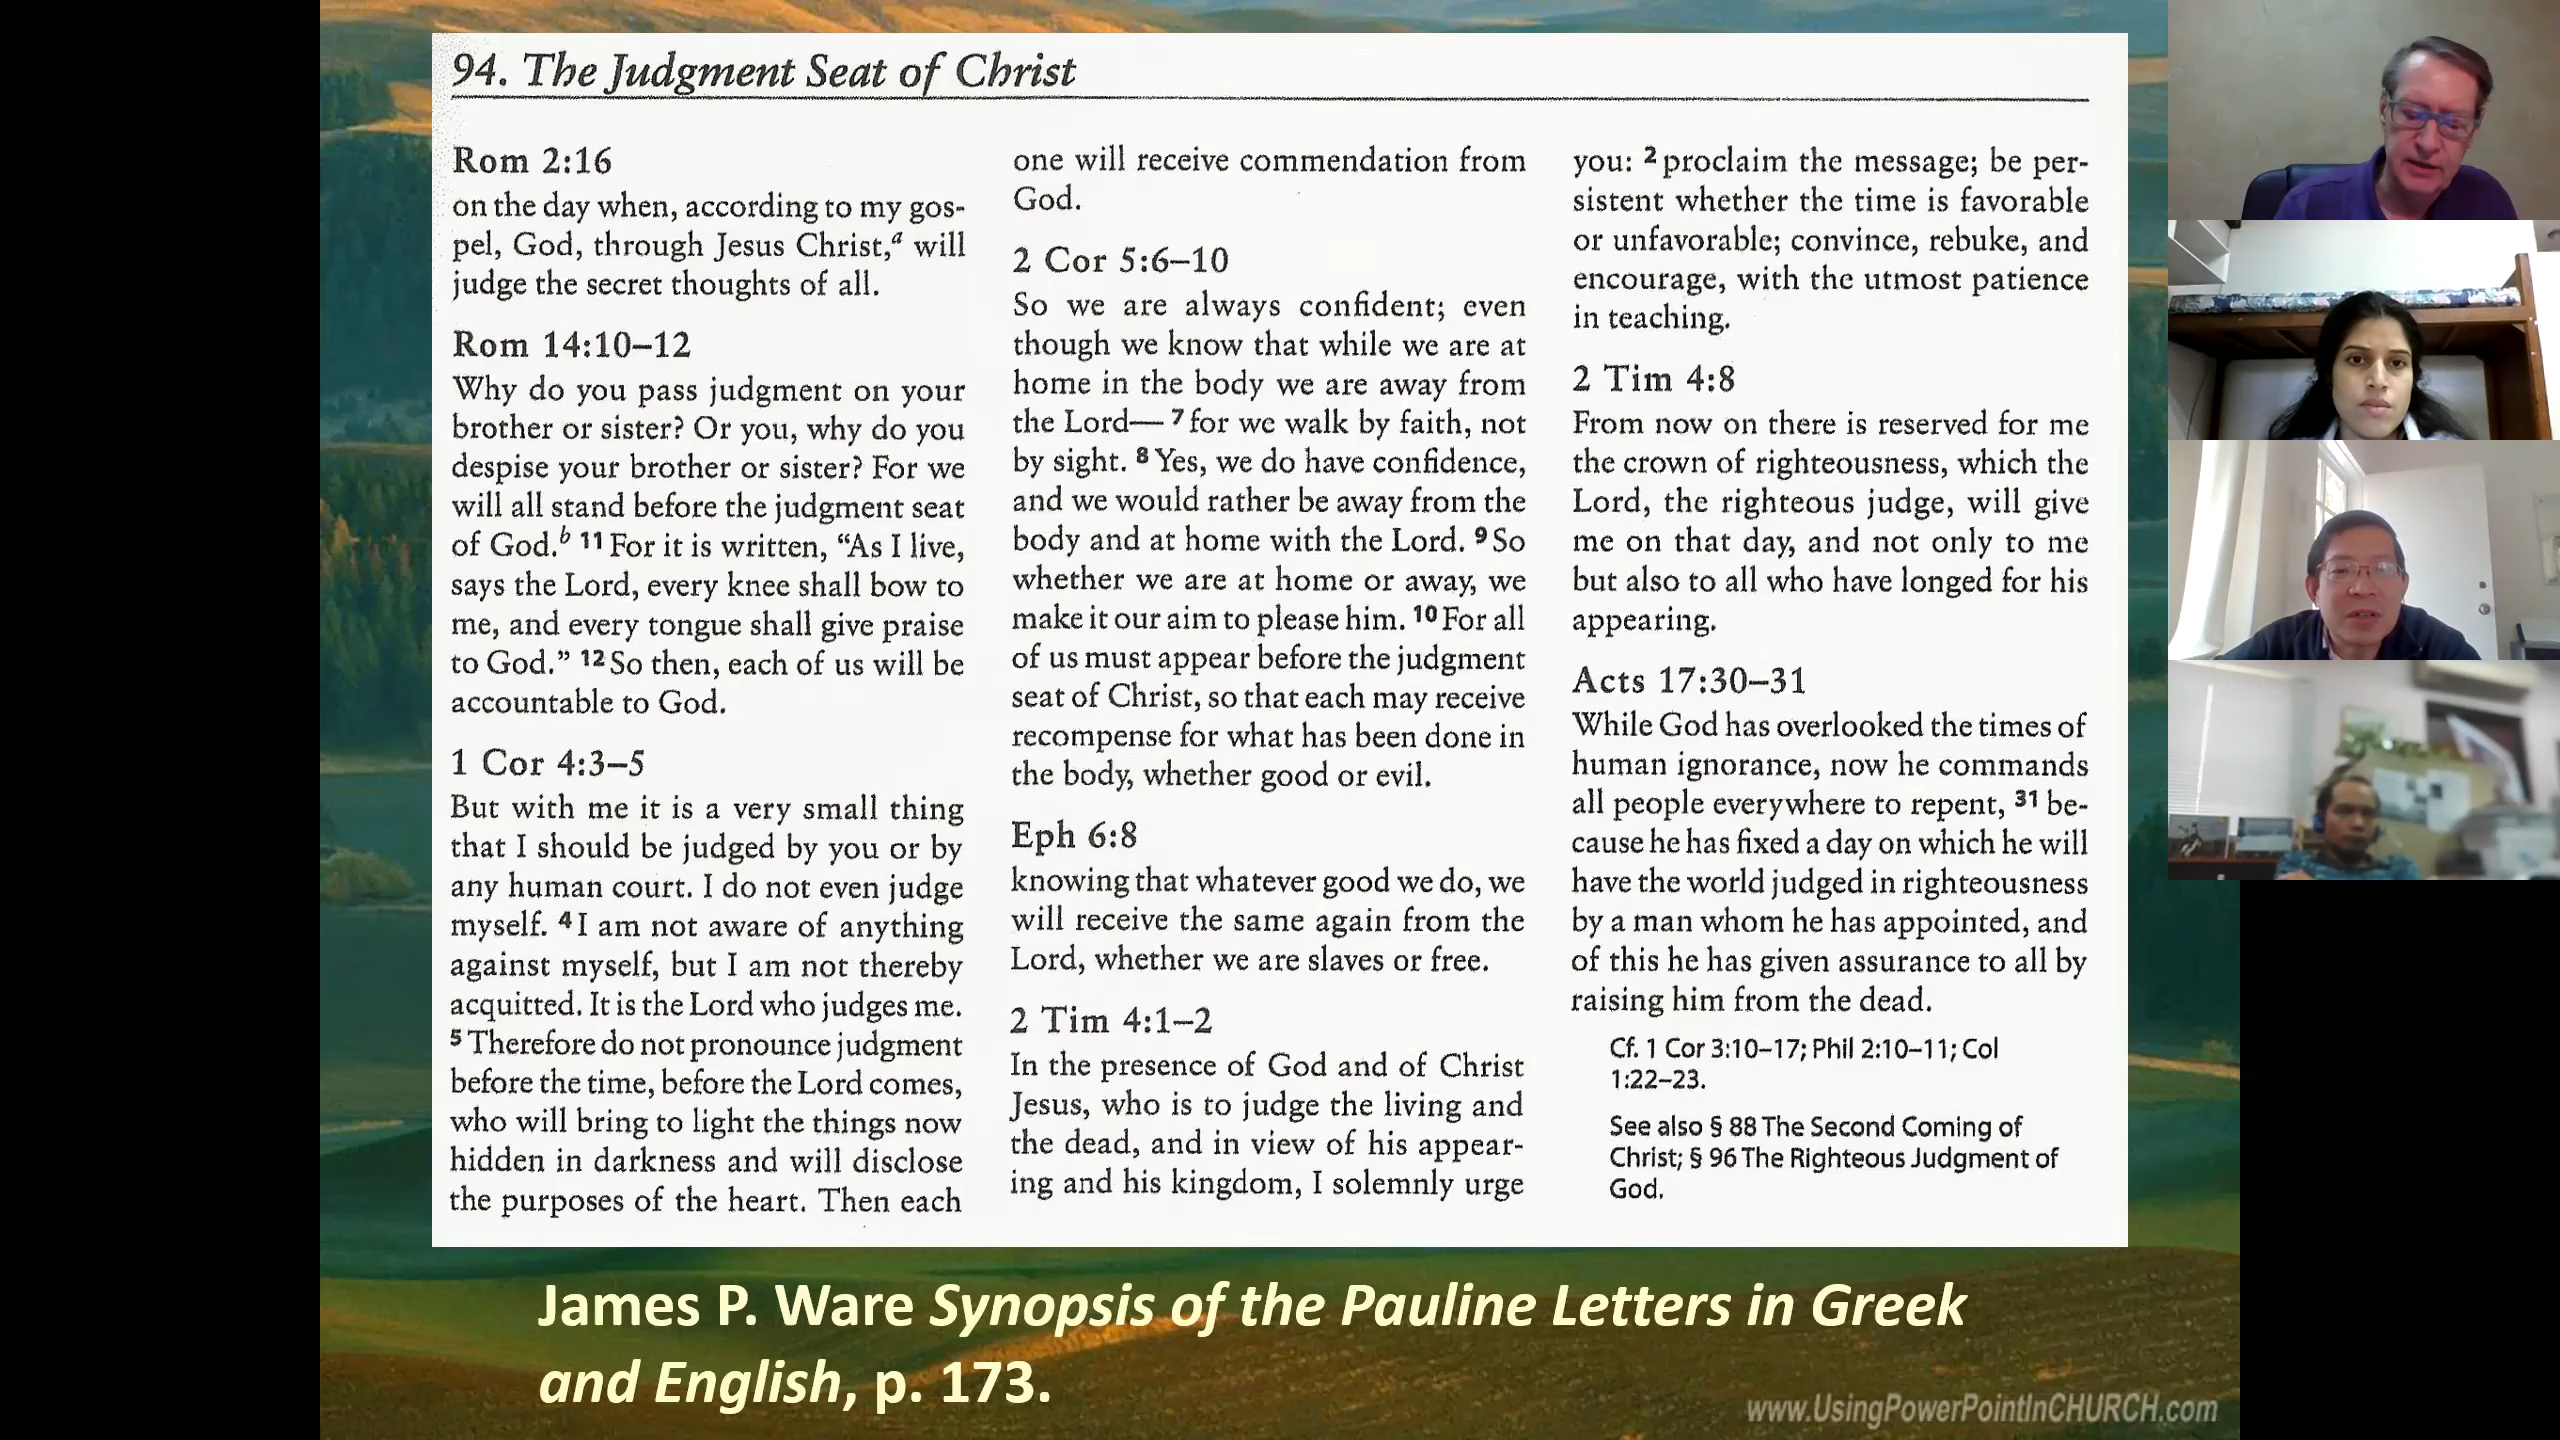 94. The Judgment Seat of Christ
Rom 2:16
on the day when, according to my gos-
pel, God, through Jesus Christ,a will
judge the secret thoughts of all.
Rom 14:10–12
Why do you pass judgment on your
brother or sister? Or you, why do you
despise your brother or sister? For we
will all stand before the judgment seat
of God.b 11 For it is written, “As I live,
says the Lord, every knee shall bow to
me, and every tongue shall give praise
to God.” 12 So then, each of us will be
accountable to God.
1 Cor 4:3–5
But with me it is a very small thing
that I should be judged by you or by
any human court. I do not even judge
myself. 4 I am not aware of anything
against myself, but I am not thereby
acquitted. It is the Lord who judges me.
5 Therefore do not pronounce judgment
before the time, before the Lord comes,
who will bring to light the things now
hidden in darkness and will disclose
the purposes of the heart. Then each
one will receive commendation from
God.
2 Cor 5:6–10
So we are always confident; even
though we know that while we are at
home in the body we are away from
the Lord— 7 for we walk by faith, not
by sight. 8 Yes, we do have confidence,
and we would rather be away from the
body and at home with the Lord. 9 So
whether we are at home or away, we
make it our aim to please him. 10 For all
of us must appear before the judgment
seat of Christ, so that each may receive
recompense for what has been done in
the body, whether good or evil.
Eph 6:8
knowing that whatever good we do, we
will receive the same again from the
Lord, whether we are slaves or free.
2 Tim 4:1–2
In the presence of God and of Christ
Jesus, who is to judge the living and
the dead, and in view of his appear-
ing and his kingdom, I solemnly urge
you: 2 proclaim the message; be per-
sistent whether the time is favorable
or unfavorable; convince, rebuke, and
encourage, with the utmost patience
in teaching.
2 Tim 4:8
From now on there is reserved for me
the crown of righteousness, which the
Lord, the righteous judge, will give
me on that day, and not only to me
but also to all who have longed for his
appearing.
Acts 17:30–31
While God has overlooked the times of
human ignorance, now he commands
all people everywhere to repent, 31 be-
cause he has fixed a day on which he will
have the world judged in righteousness
by a man whom he has appointed, and
of this he has given assurance to all by
raising him from the dead.
Cf. 1 Cor 3:10–17; Phil 2:10–11; Col
1:22–23.
See also § 88 The Second Coming of
Christ; § 96 The Righteous Judgment of
God.
James P. Ware Synopsis of the Pauline Letters in Greek
and English, p. 173.
www.UsingPowerPointInCHURCH.com